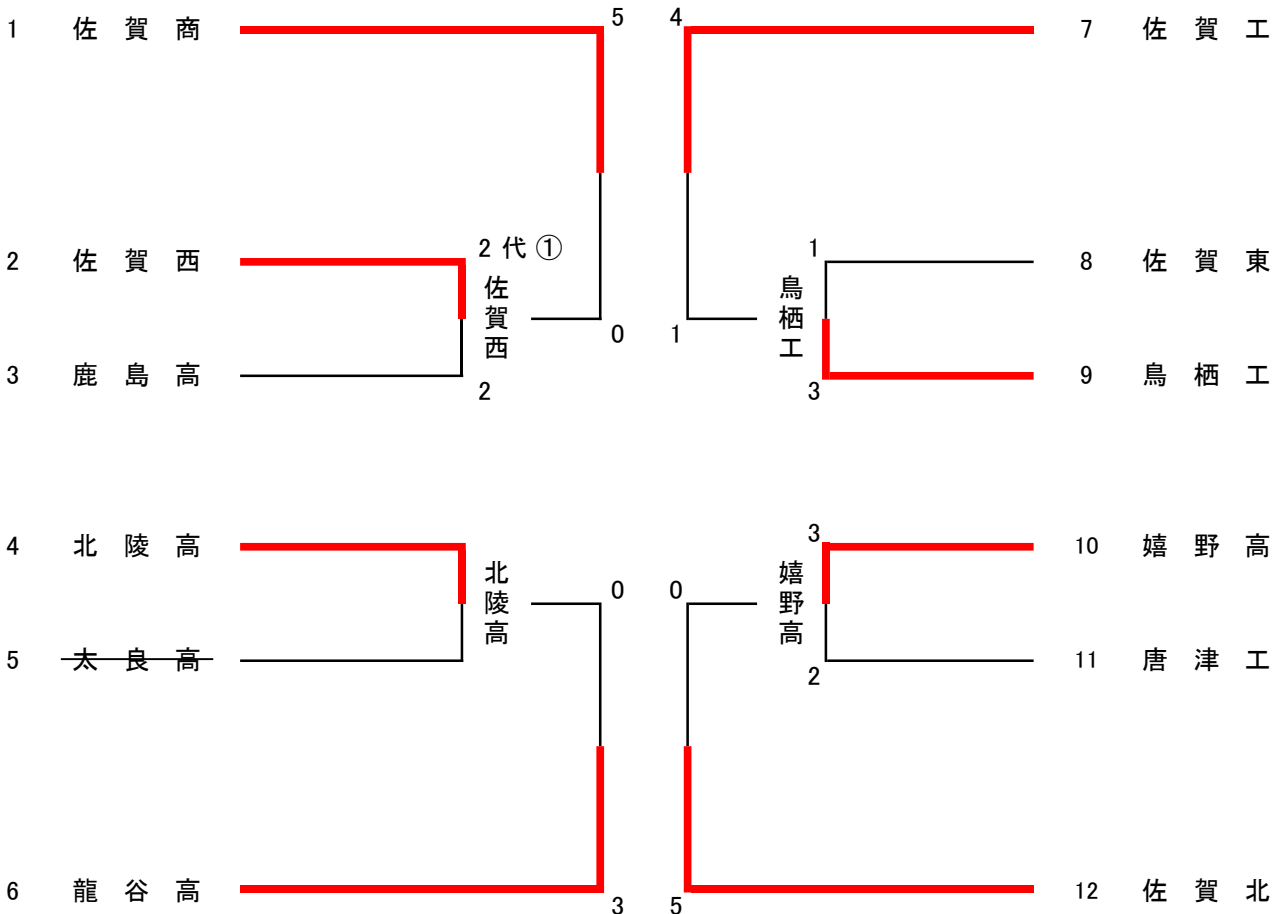 1 佐賀商
5
4
7 佐賀工
2 佐賀西
2代①
佐賀西
0
3 鹿島高
2
1
鳥栖工
1
8 佐賀東
3
9 鳥栖工
4 北陵高
北陵高
0
5 太良高
0
嬉野高
3
10 嬉野高
2
11 唐津工
6 龍谷高
3
5
12 佐賀北